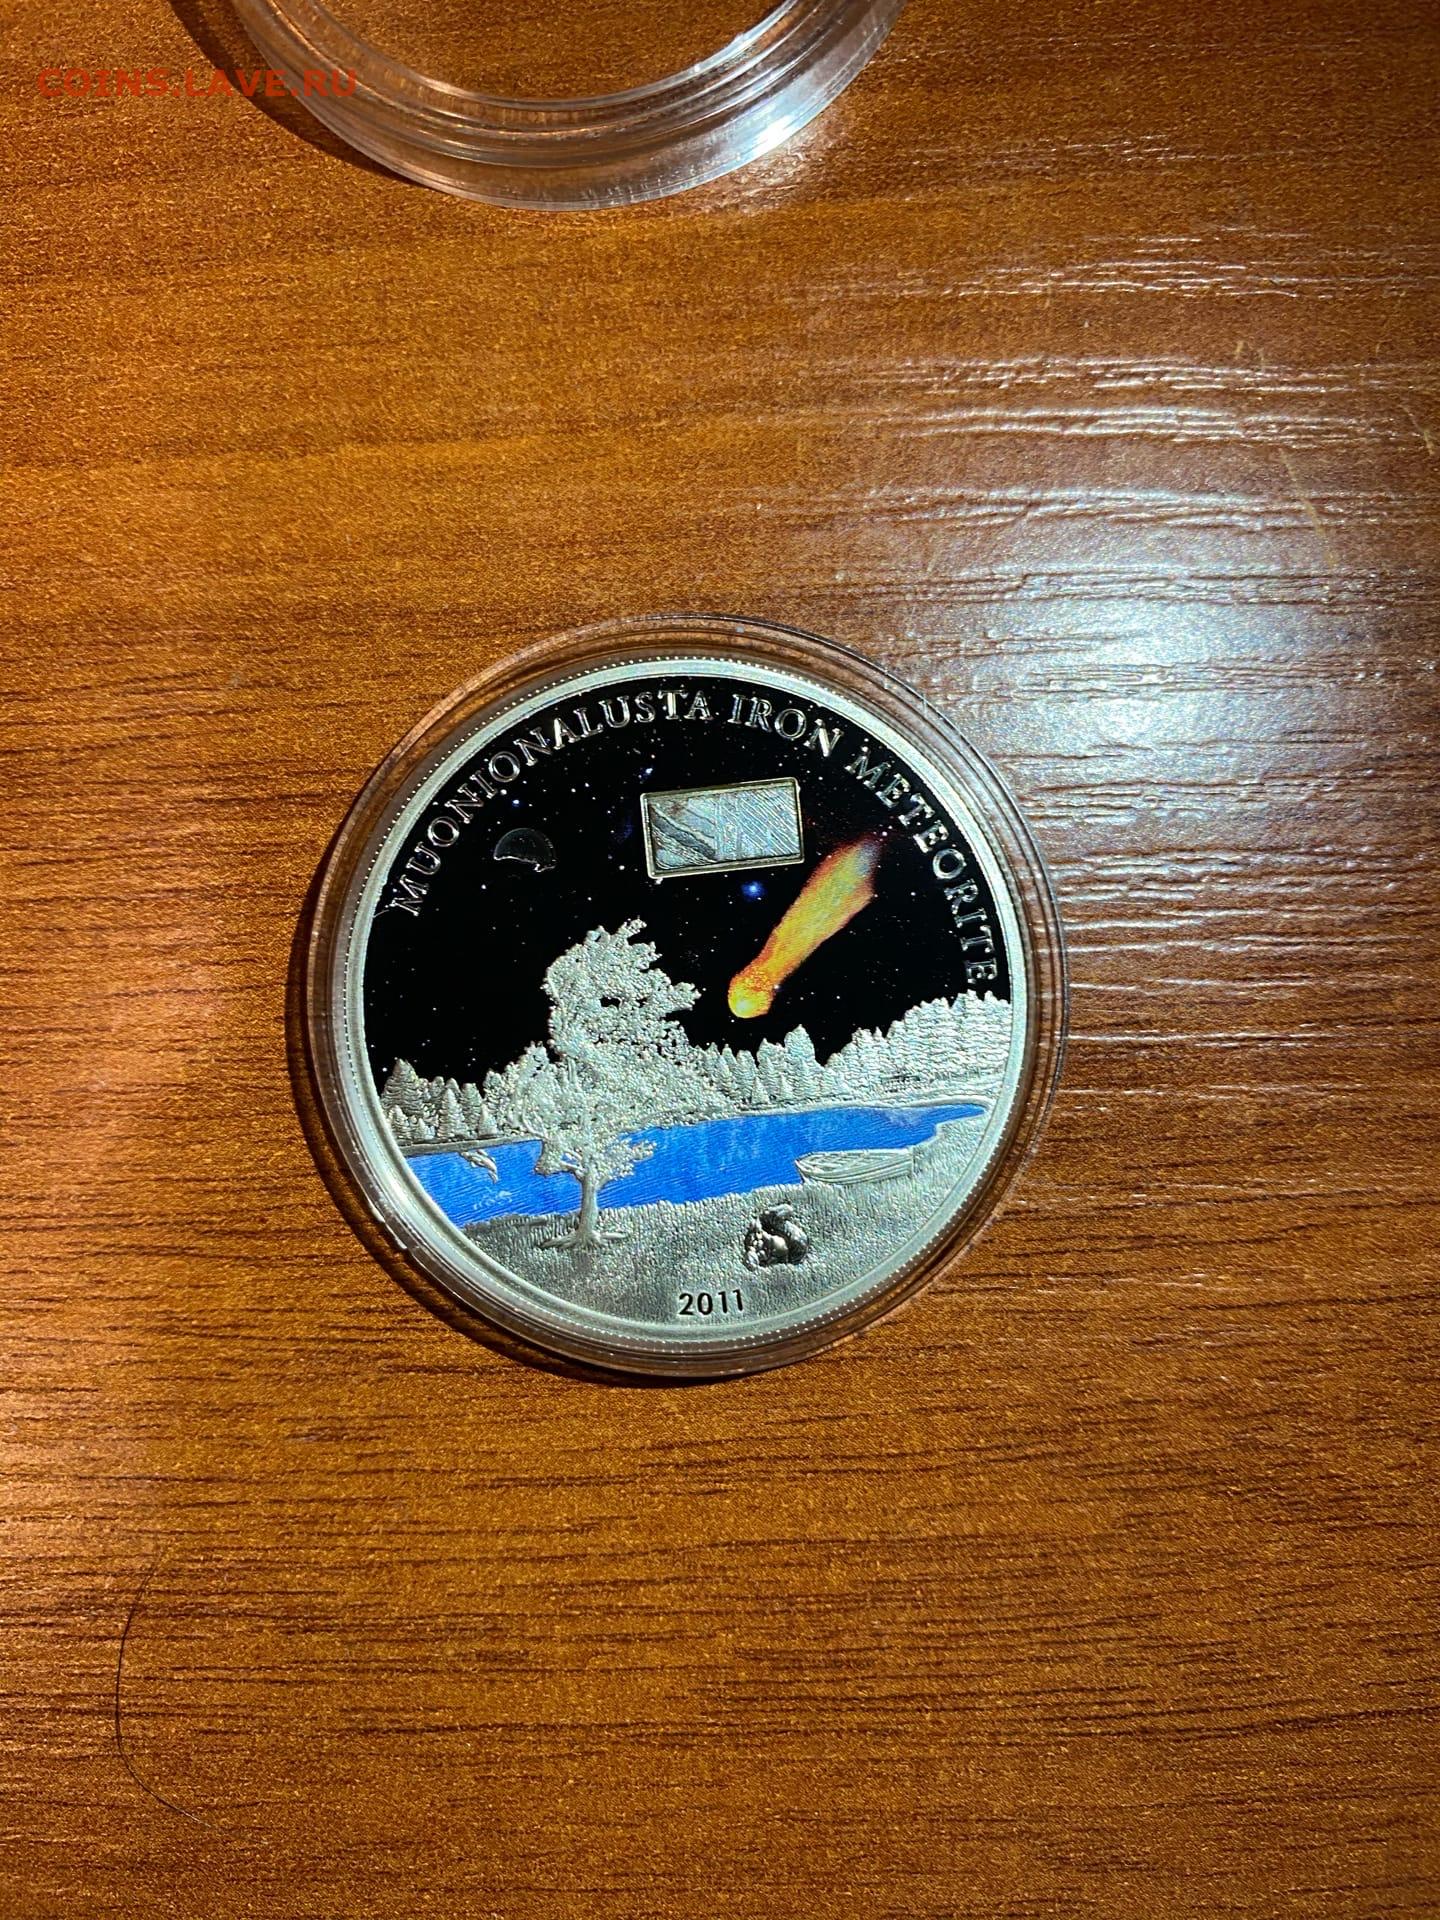 COINS.LAVE.RU
MUONIONALUSTA IRON METEORITE
2011